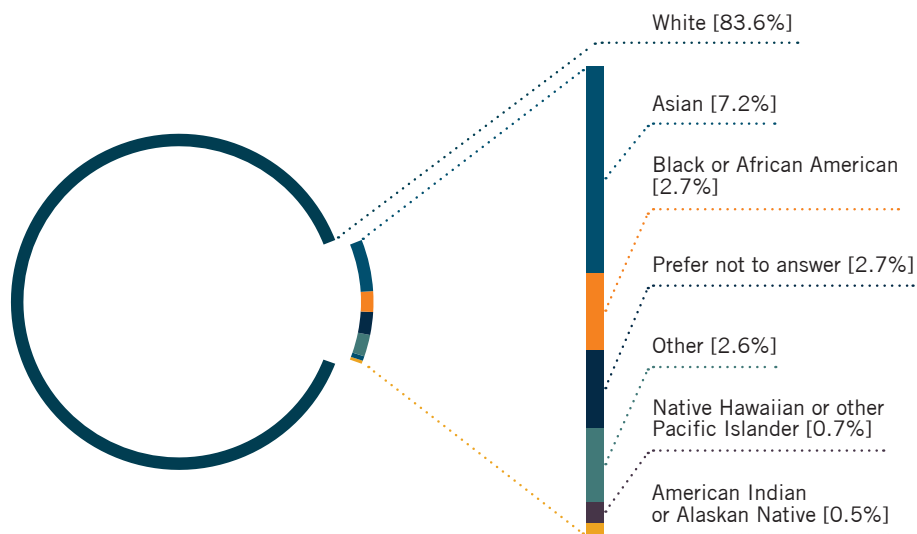 White [83.6%]
Asian [7.2%]
Black or African American
[2.7%]
Prefer not to answer [2.7%]
Other [2.6%]
Native Hawaiian or other
Pacific Islander [0.7%]
American Indian
or Alaskan Native [0.5%]